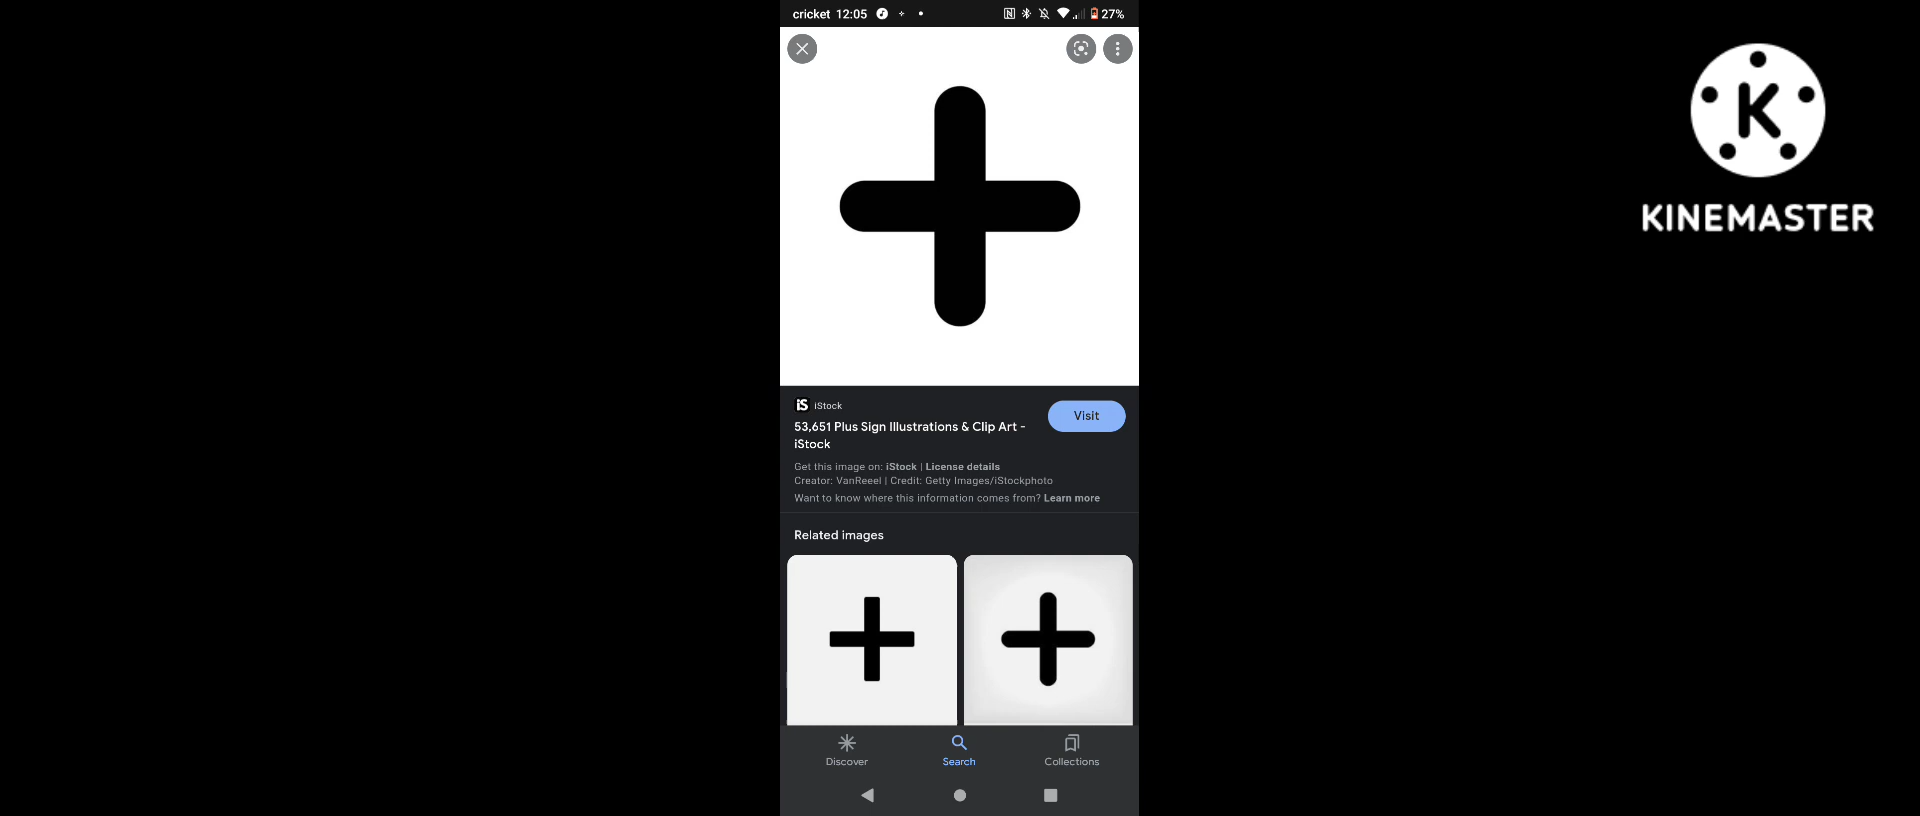 cricket 12:05
27%
K
KINEMASTER
iS iStock
Visit
53,651 Plus Sign Illustrations & Clip Art -
iStock
Get this image on: iStock | License details
Creator: VanReeel | Credit: Getty Images/iStockphoto
Want to know where this information comes from? Learn more
Related images
Discover
Search
Collections